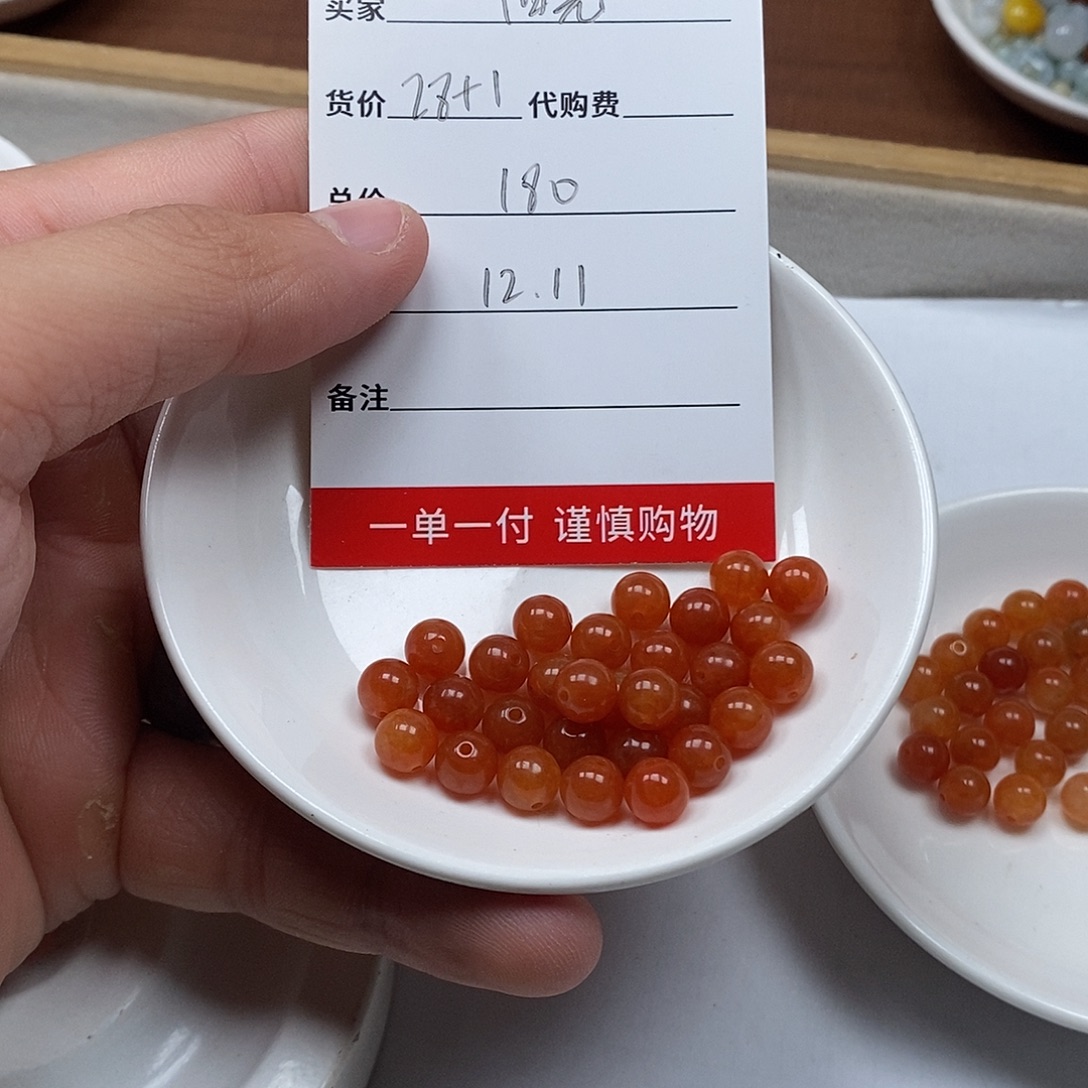 买家
货价 28+1 代购费
总价 180
12.11
备注
一单一付 谨慎购物